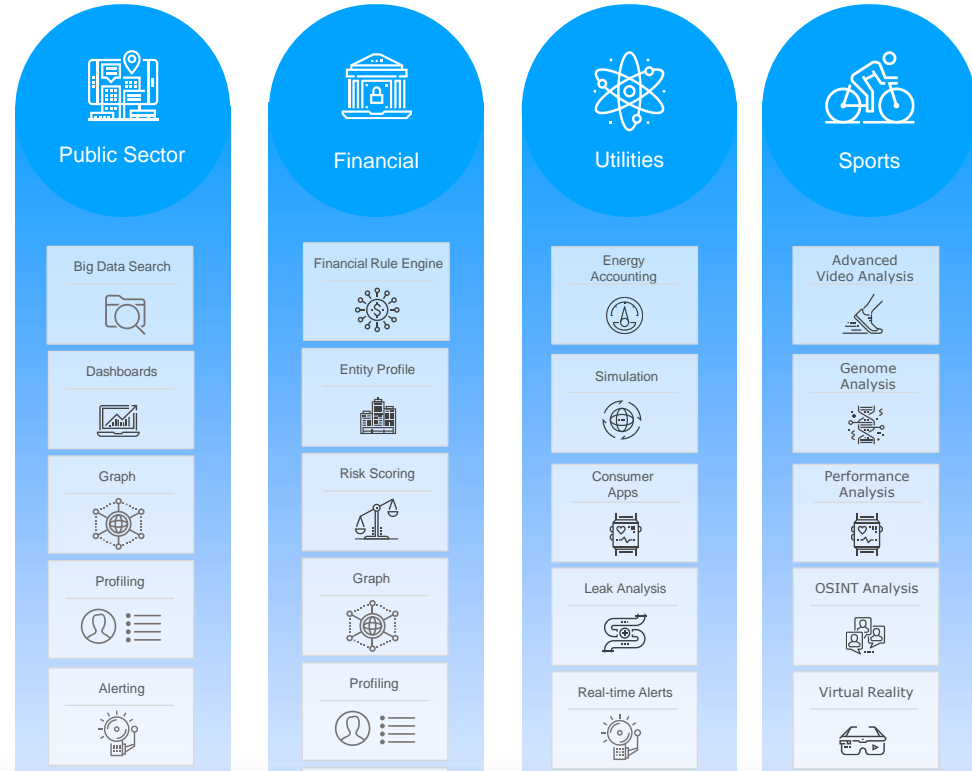 Public Sector
Big Data Search
Dashboards
Graph
Profiling
Alerting
Financial
Financial Rule Engine
Entity Profile
Risk Scoring
Graph
Profiling
Utilities
Energy
Accounting
Simulation
Consumer
Apps
Leak Analysis
Real-time Alerts
Sports
Advanced
Video Analysis
Genome
Analysis
Performance
Analysis
OSINT Analysis
Virtual Reality